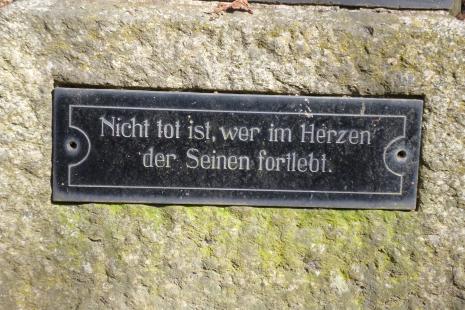 Nicht tot ist, wer im Herzen
der Seinen fortlebt.